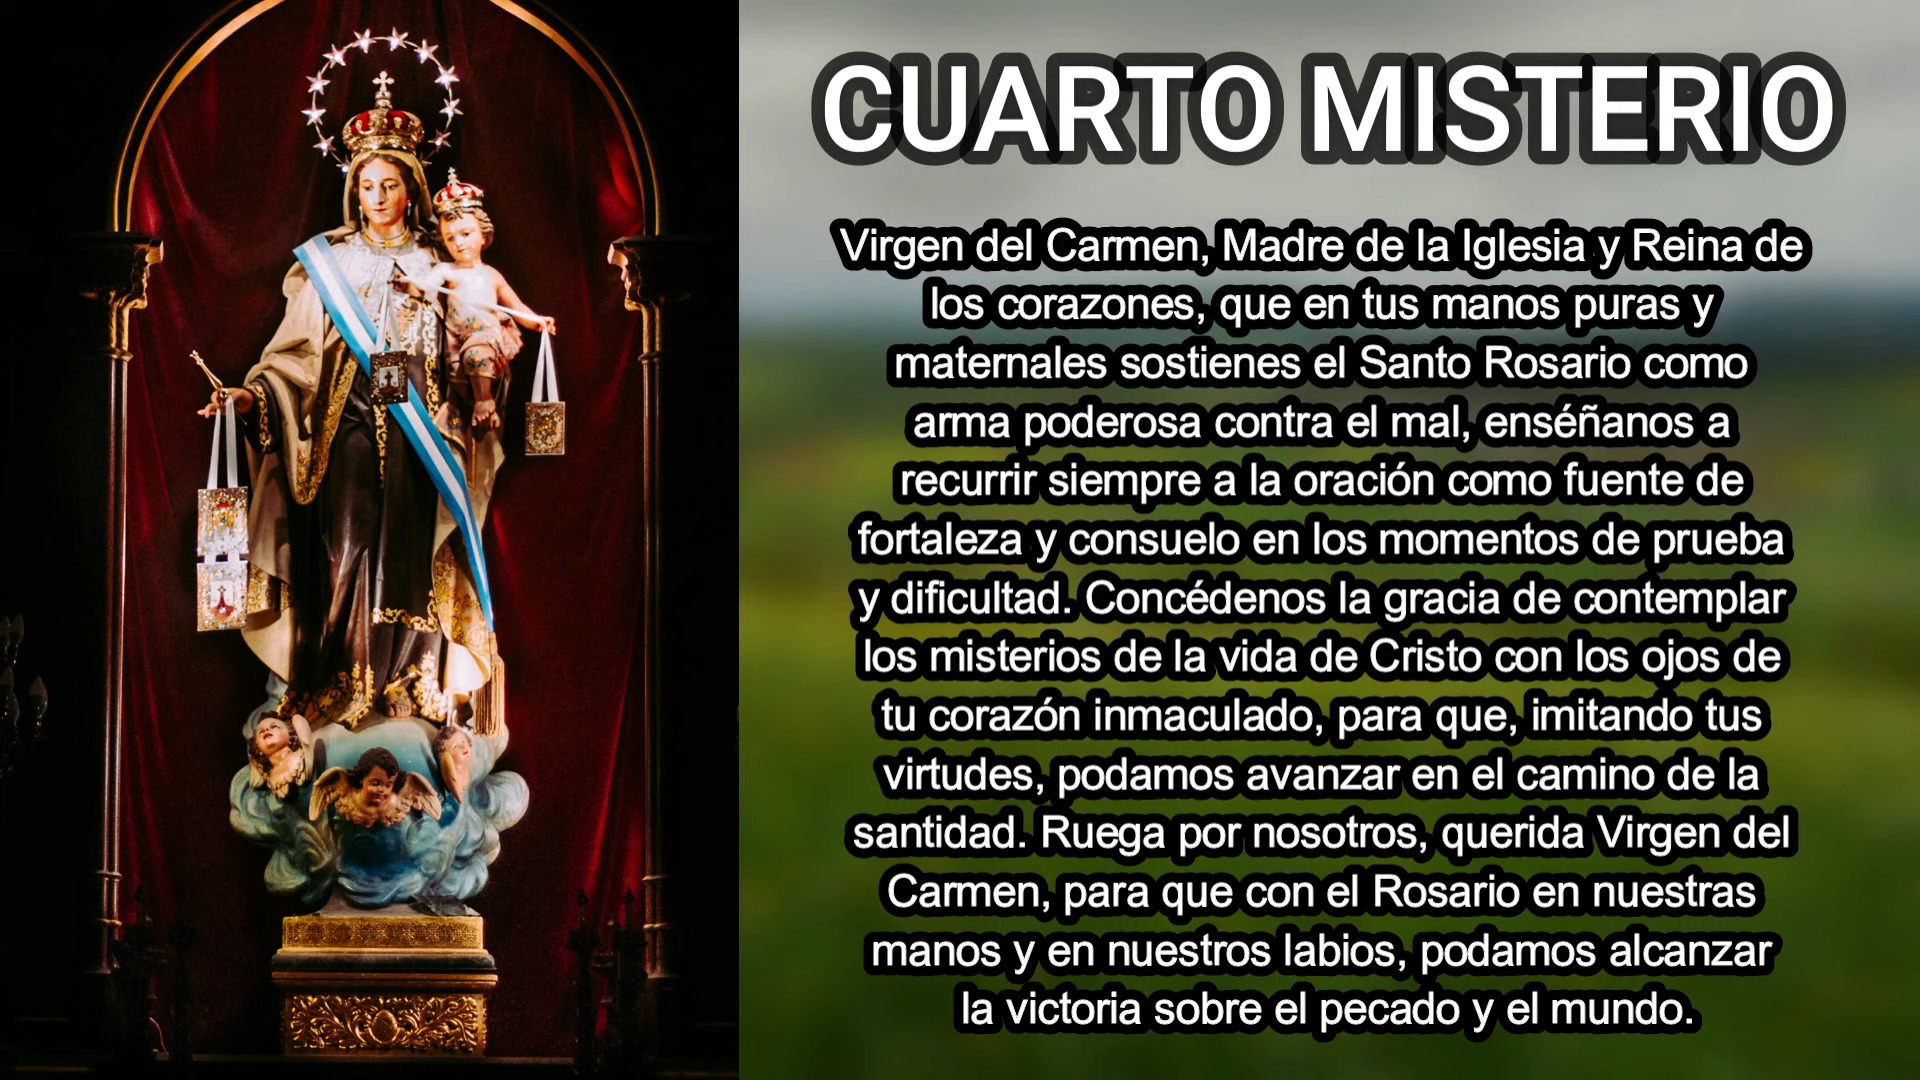 CUARTO MISTERIO
Virgen del Carmen, Madre de la Iglesia y Reina de
los corazones, que en tus manos puras y
maternales sostienes el Santo Rosario como
arma poderosa contra el mal, enséñanos a
recurrir siempre a la oración como fuente de
fortaleza y consuelo en los momentos de prueba
y dificultad. Concédenos la gracia de contemplar
los misterios de la vida de Cristo con los ojos de
tu corazón inmaculado, para que, imitando tus
virtudes, podamos avanzar en el camino de la
santidad. Ruega por nosotros, querida Virgen del
Carmen, para que con el Rosario en nuestras
manos y en nuestros labios, podamos alcanzar
la victoria sobre el pecado y el mundo.